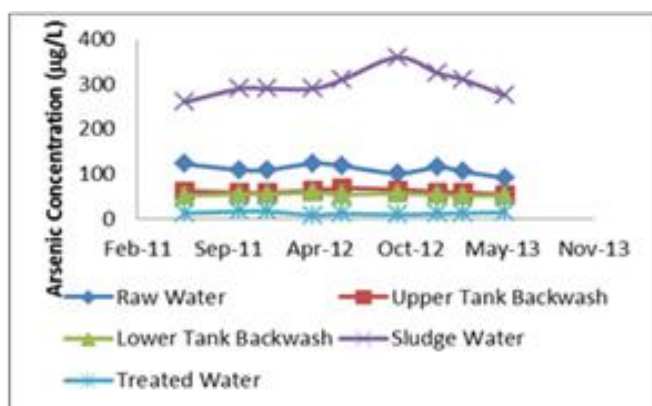 Arsenic Concentration (µg/L)
400
300
200
100
0
Feb-11 Sep-11 Apr-12 Oct-12 May-13 Nov-13
Raw Water Upper Tank Backwash
Lower Tank Backwash Sludge Water
Treated Water